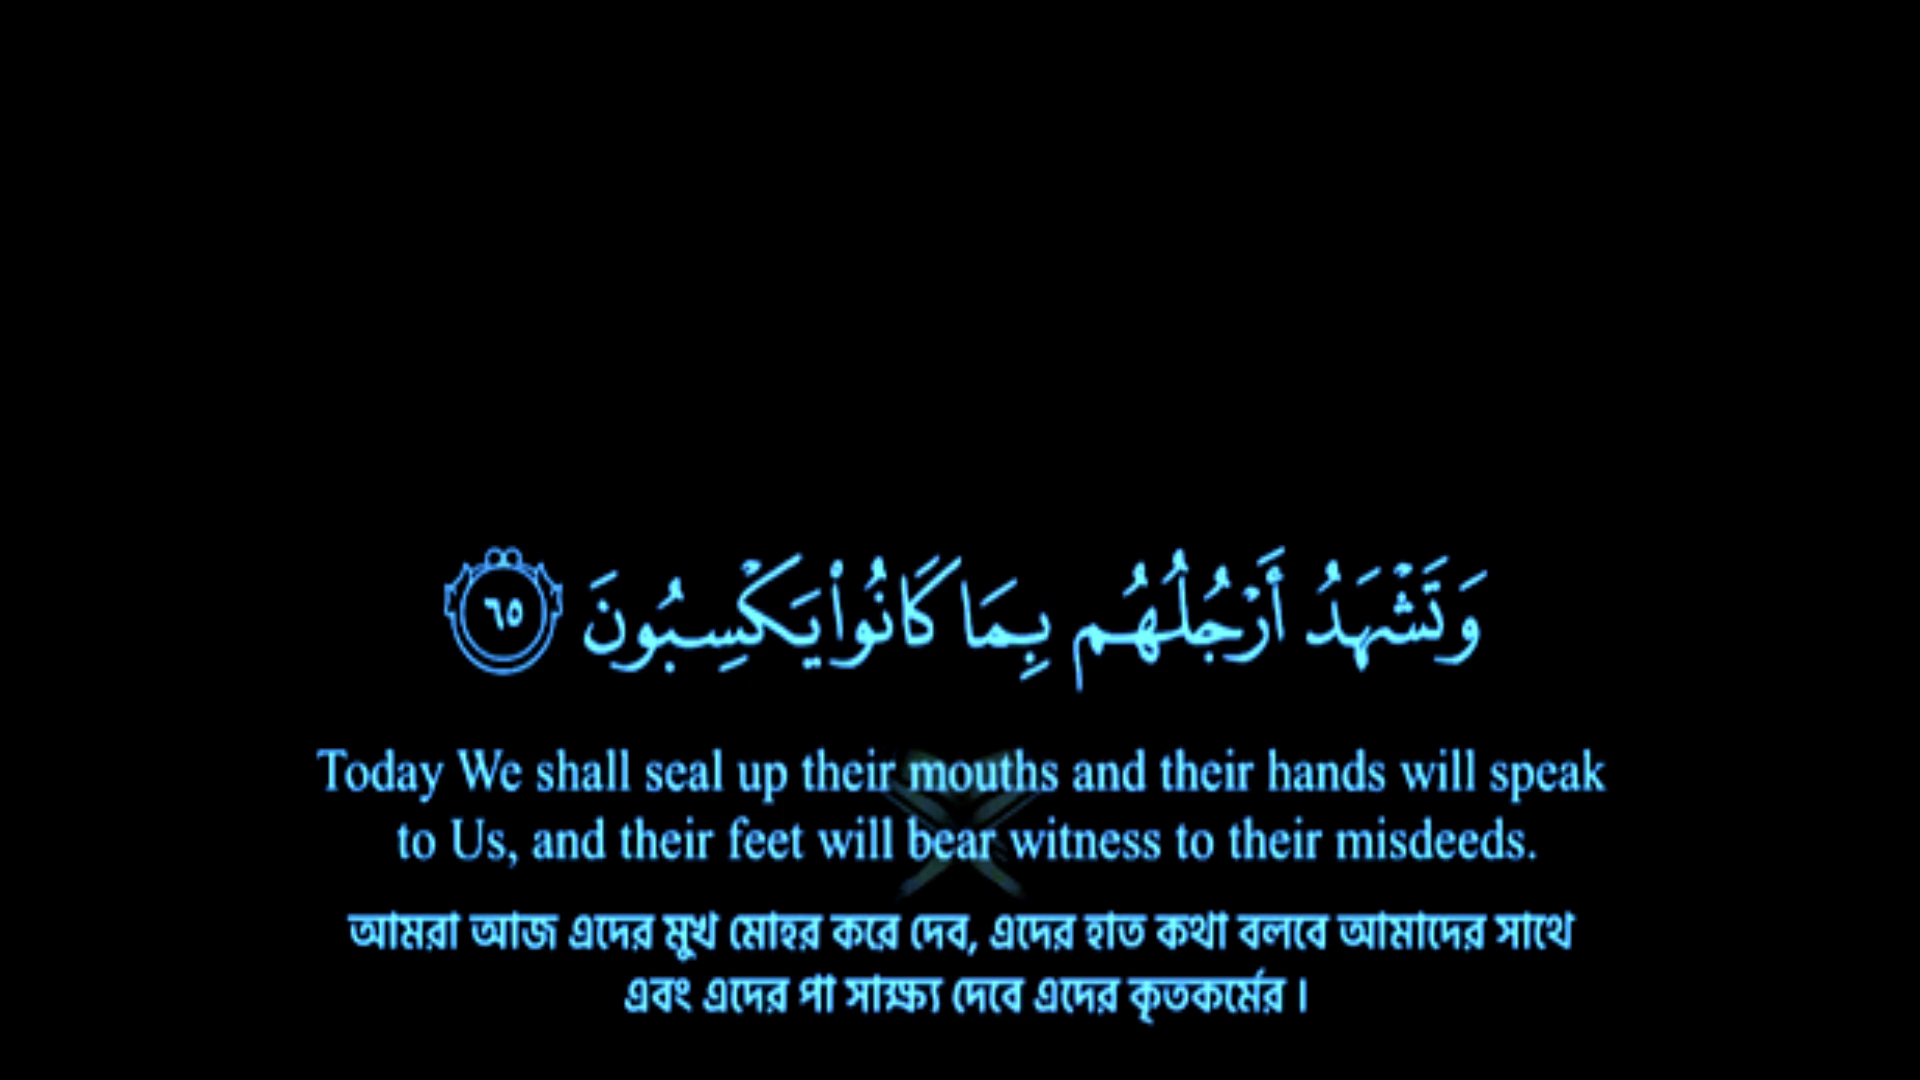 وَتَشْهَدُ أَرْجُلُهُم بِمَا كَانُوا۟ يَكْسِبُونَ ٦٥
Today We shall seal up their mouths and their hands will speak
to Us, and their feet will bear witness to their misdeeds.
আমরা আজ এদের মুখ মোহর করে দেব, এদের হাত কথা বলবে আমাদের সাথে
এবং এদের পা সাক্ষ্য দেবে এদের কৃতকর্মের।